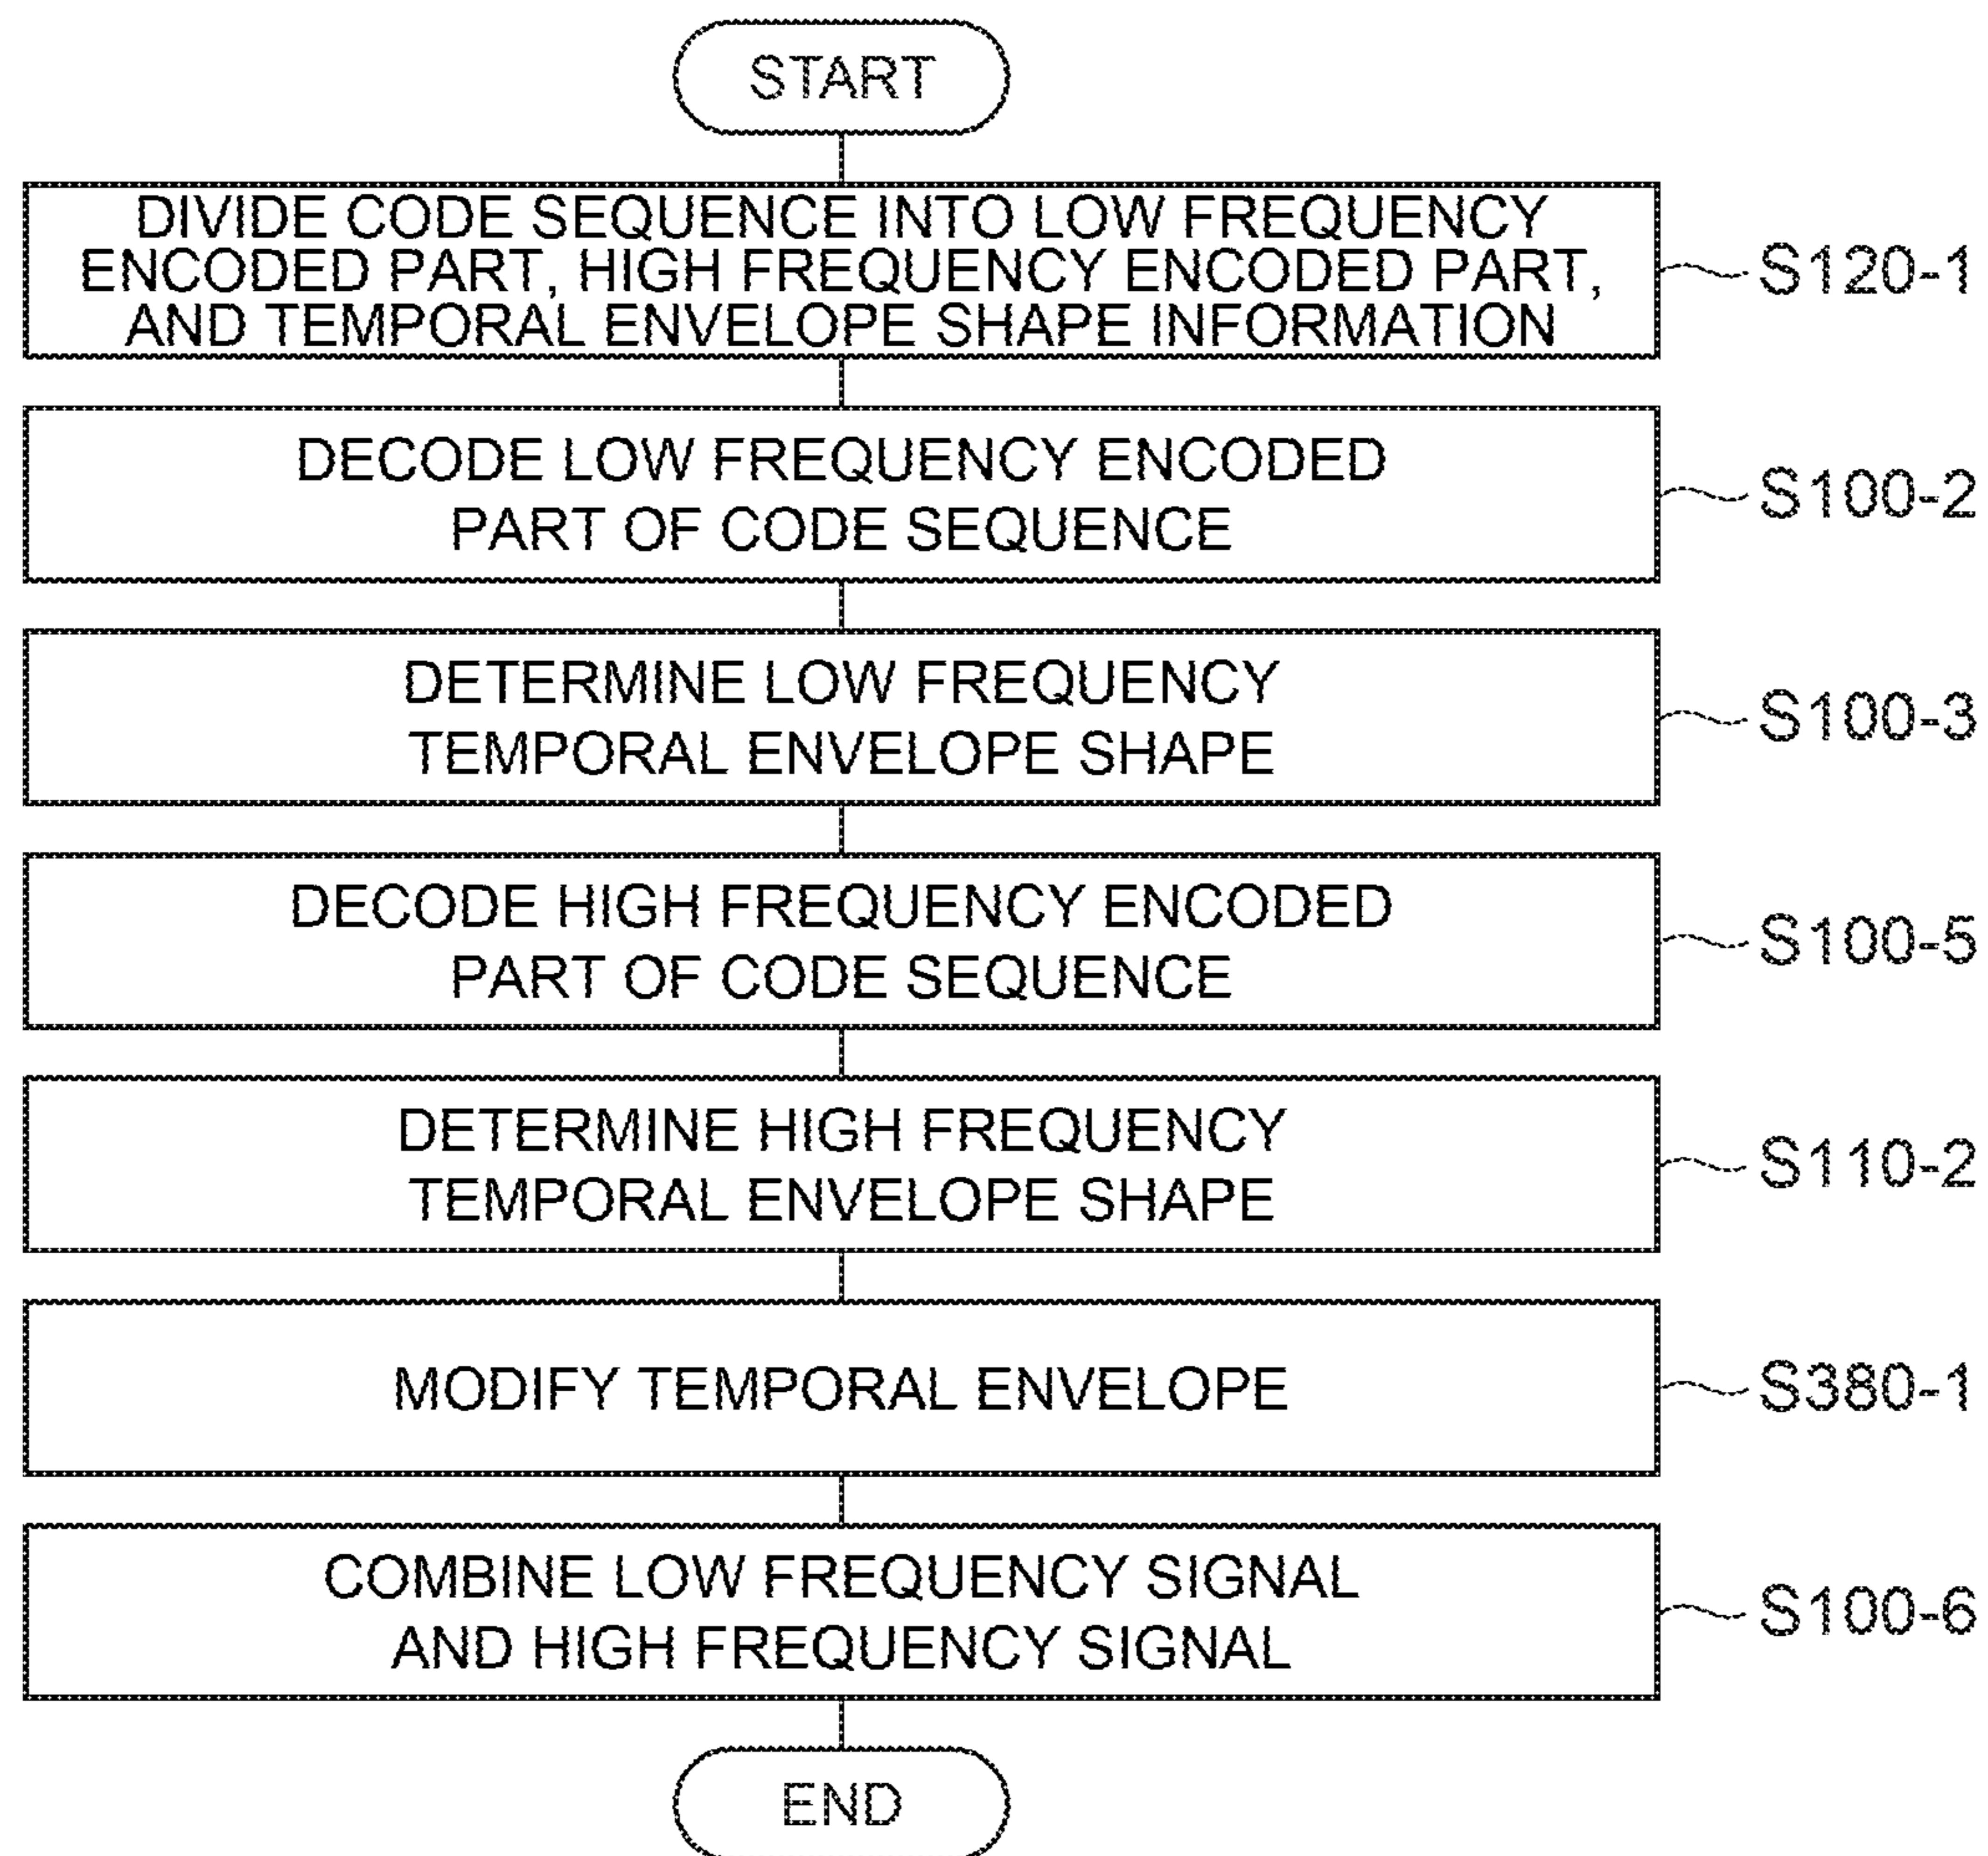 START
DIVIDE CODE SEQUENCE INTO LOW FREQUENCY
ENCODED PART, HIGH FREQUENCY ENCODED PART,
AND TEMPORAL ENVELOPE SHAPE INFORMATION
S120-1
DECODE LOW FREQUENCY ENCODED
PART OF CODE SEQUENCE
S100-2
DETERMINE LOW FREQUENCY
TEMPORAL ENVELOPE SHAPE
S100-3
DECODE HIGH FREQUENCY ENCODED
PART OF CODE SEQUENCE
S100-5
DETERMINE HIGH FREQUENCY
TEMPORAL ENVELOPE SHAPE
S110-2
MODIFY TEMPORAL ENVELOPE
S380-1
COMBINE LOW FREQUENCY SIGNAL
AND HIGH FREQUENCY SIGNAL
S100-6
END